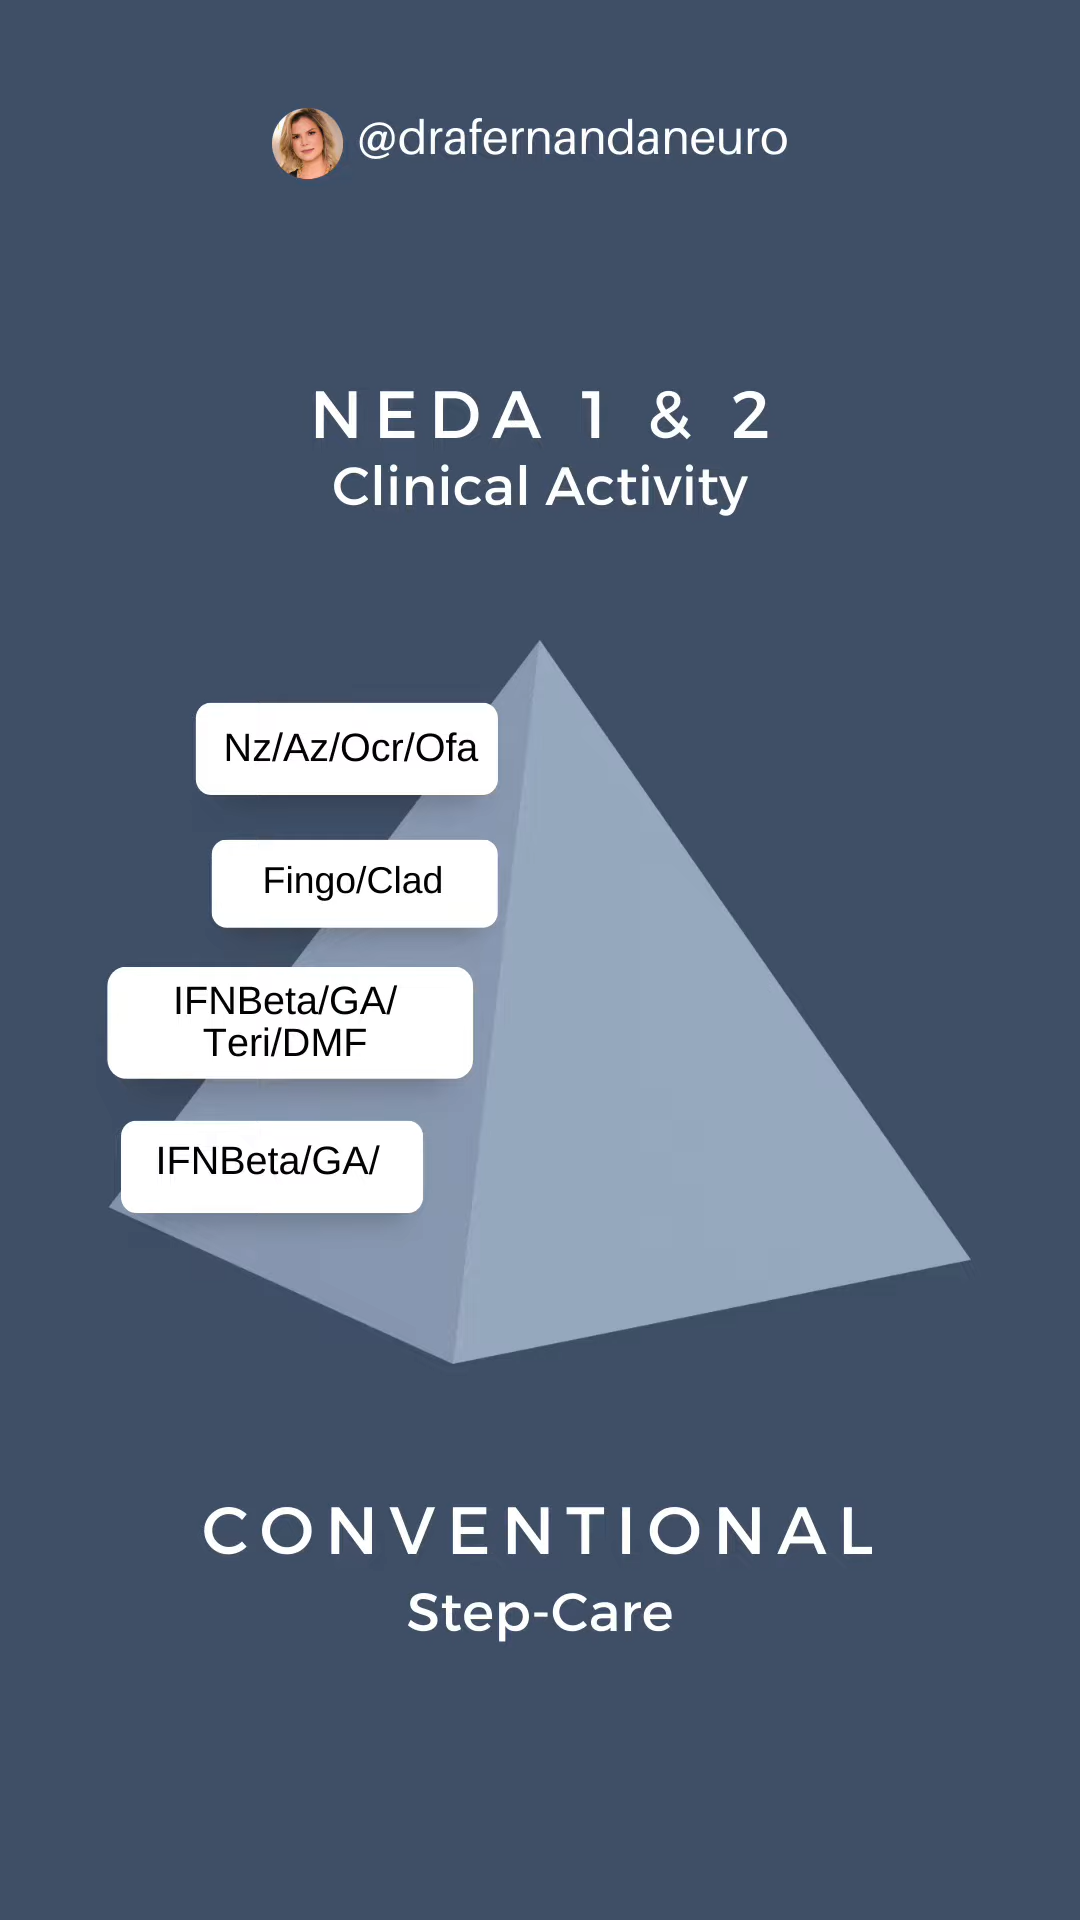 @drafernandaneuro
NEDA 1 & 2
Clinical Activity
Nz/Az/Ocr/Ofa
Fingo/Clad
IFNBeta/GA/
Teri/DMF
IFNBeta/GA/
CONVENTIONAL
Step-Care